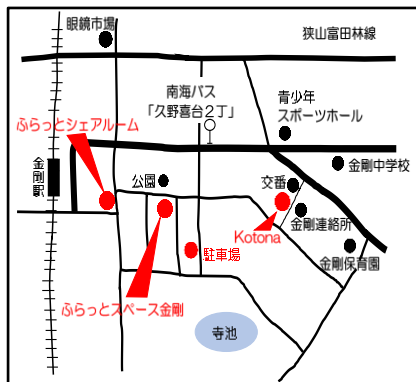 眼鏡市場
狭山富田林線
南海バス
「久野喜台２丁」
青少年
スポーツホール
ふらっとシェアルーム
金剛中学校
金剛駅
公園
交番
金剛連絡所
Kotona
駐車場
金剛保育園
ふらっとスペース金剛
寺池